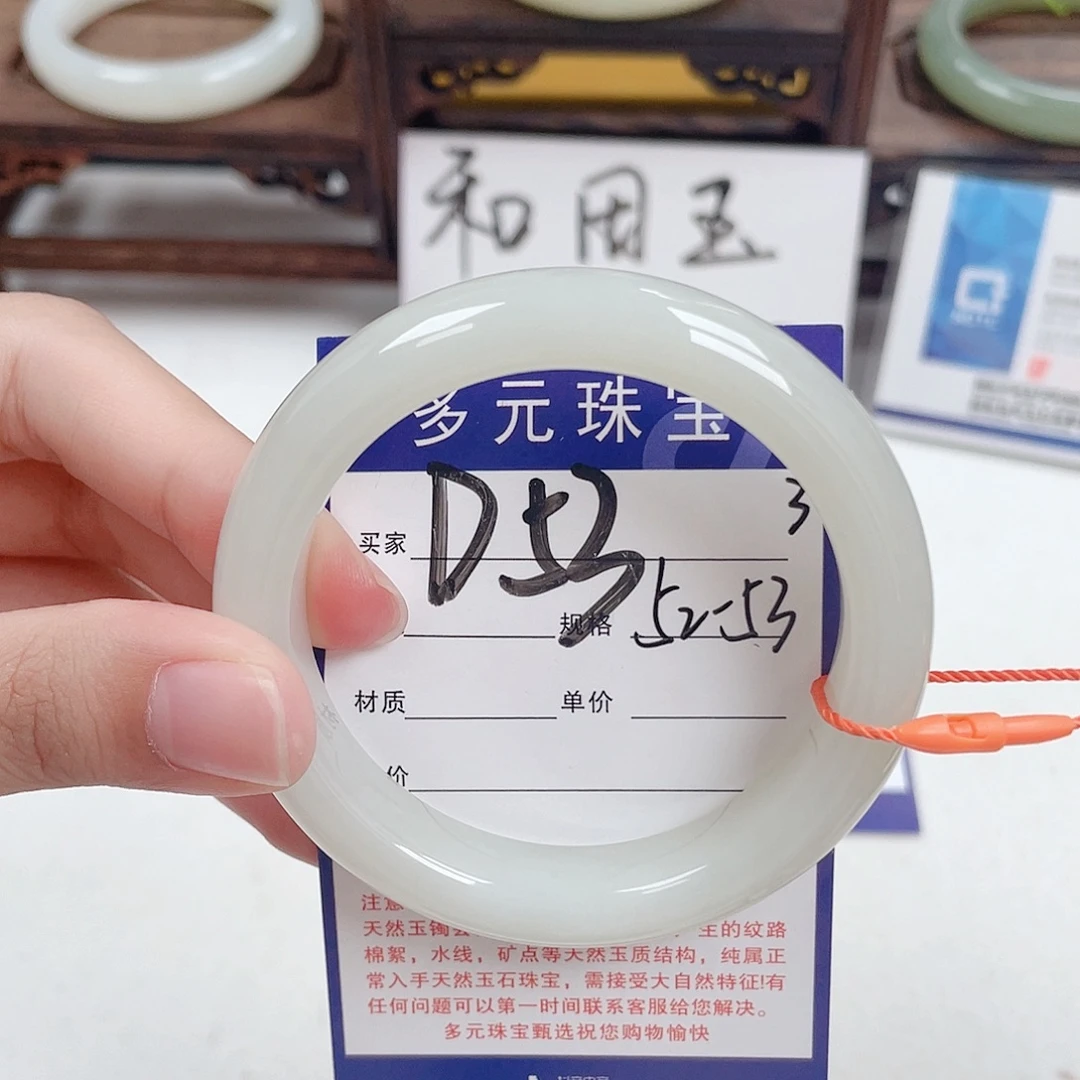 和田玉
多元珠宝
3
买家
规格 52-53
材质 单价
价
注意
天然玉镯会 生的纹路
棉絮，水线，矿点等天然玉质结构，纯属正
常入手天然玉石珠宝，需接受大自然特征!有
任何问题可以第一时间联系客服给您解决。
多元珠宝甄选祝您购物愉快